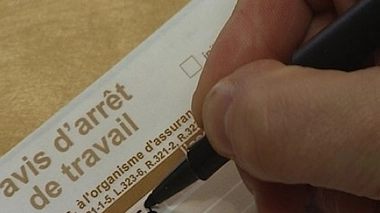 avis d'arrêt
de travail
à l'organisme d'assuran
L.323-6, R.321-2, R.32